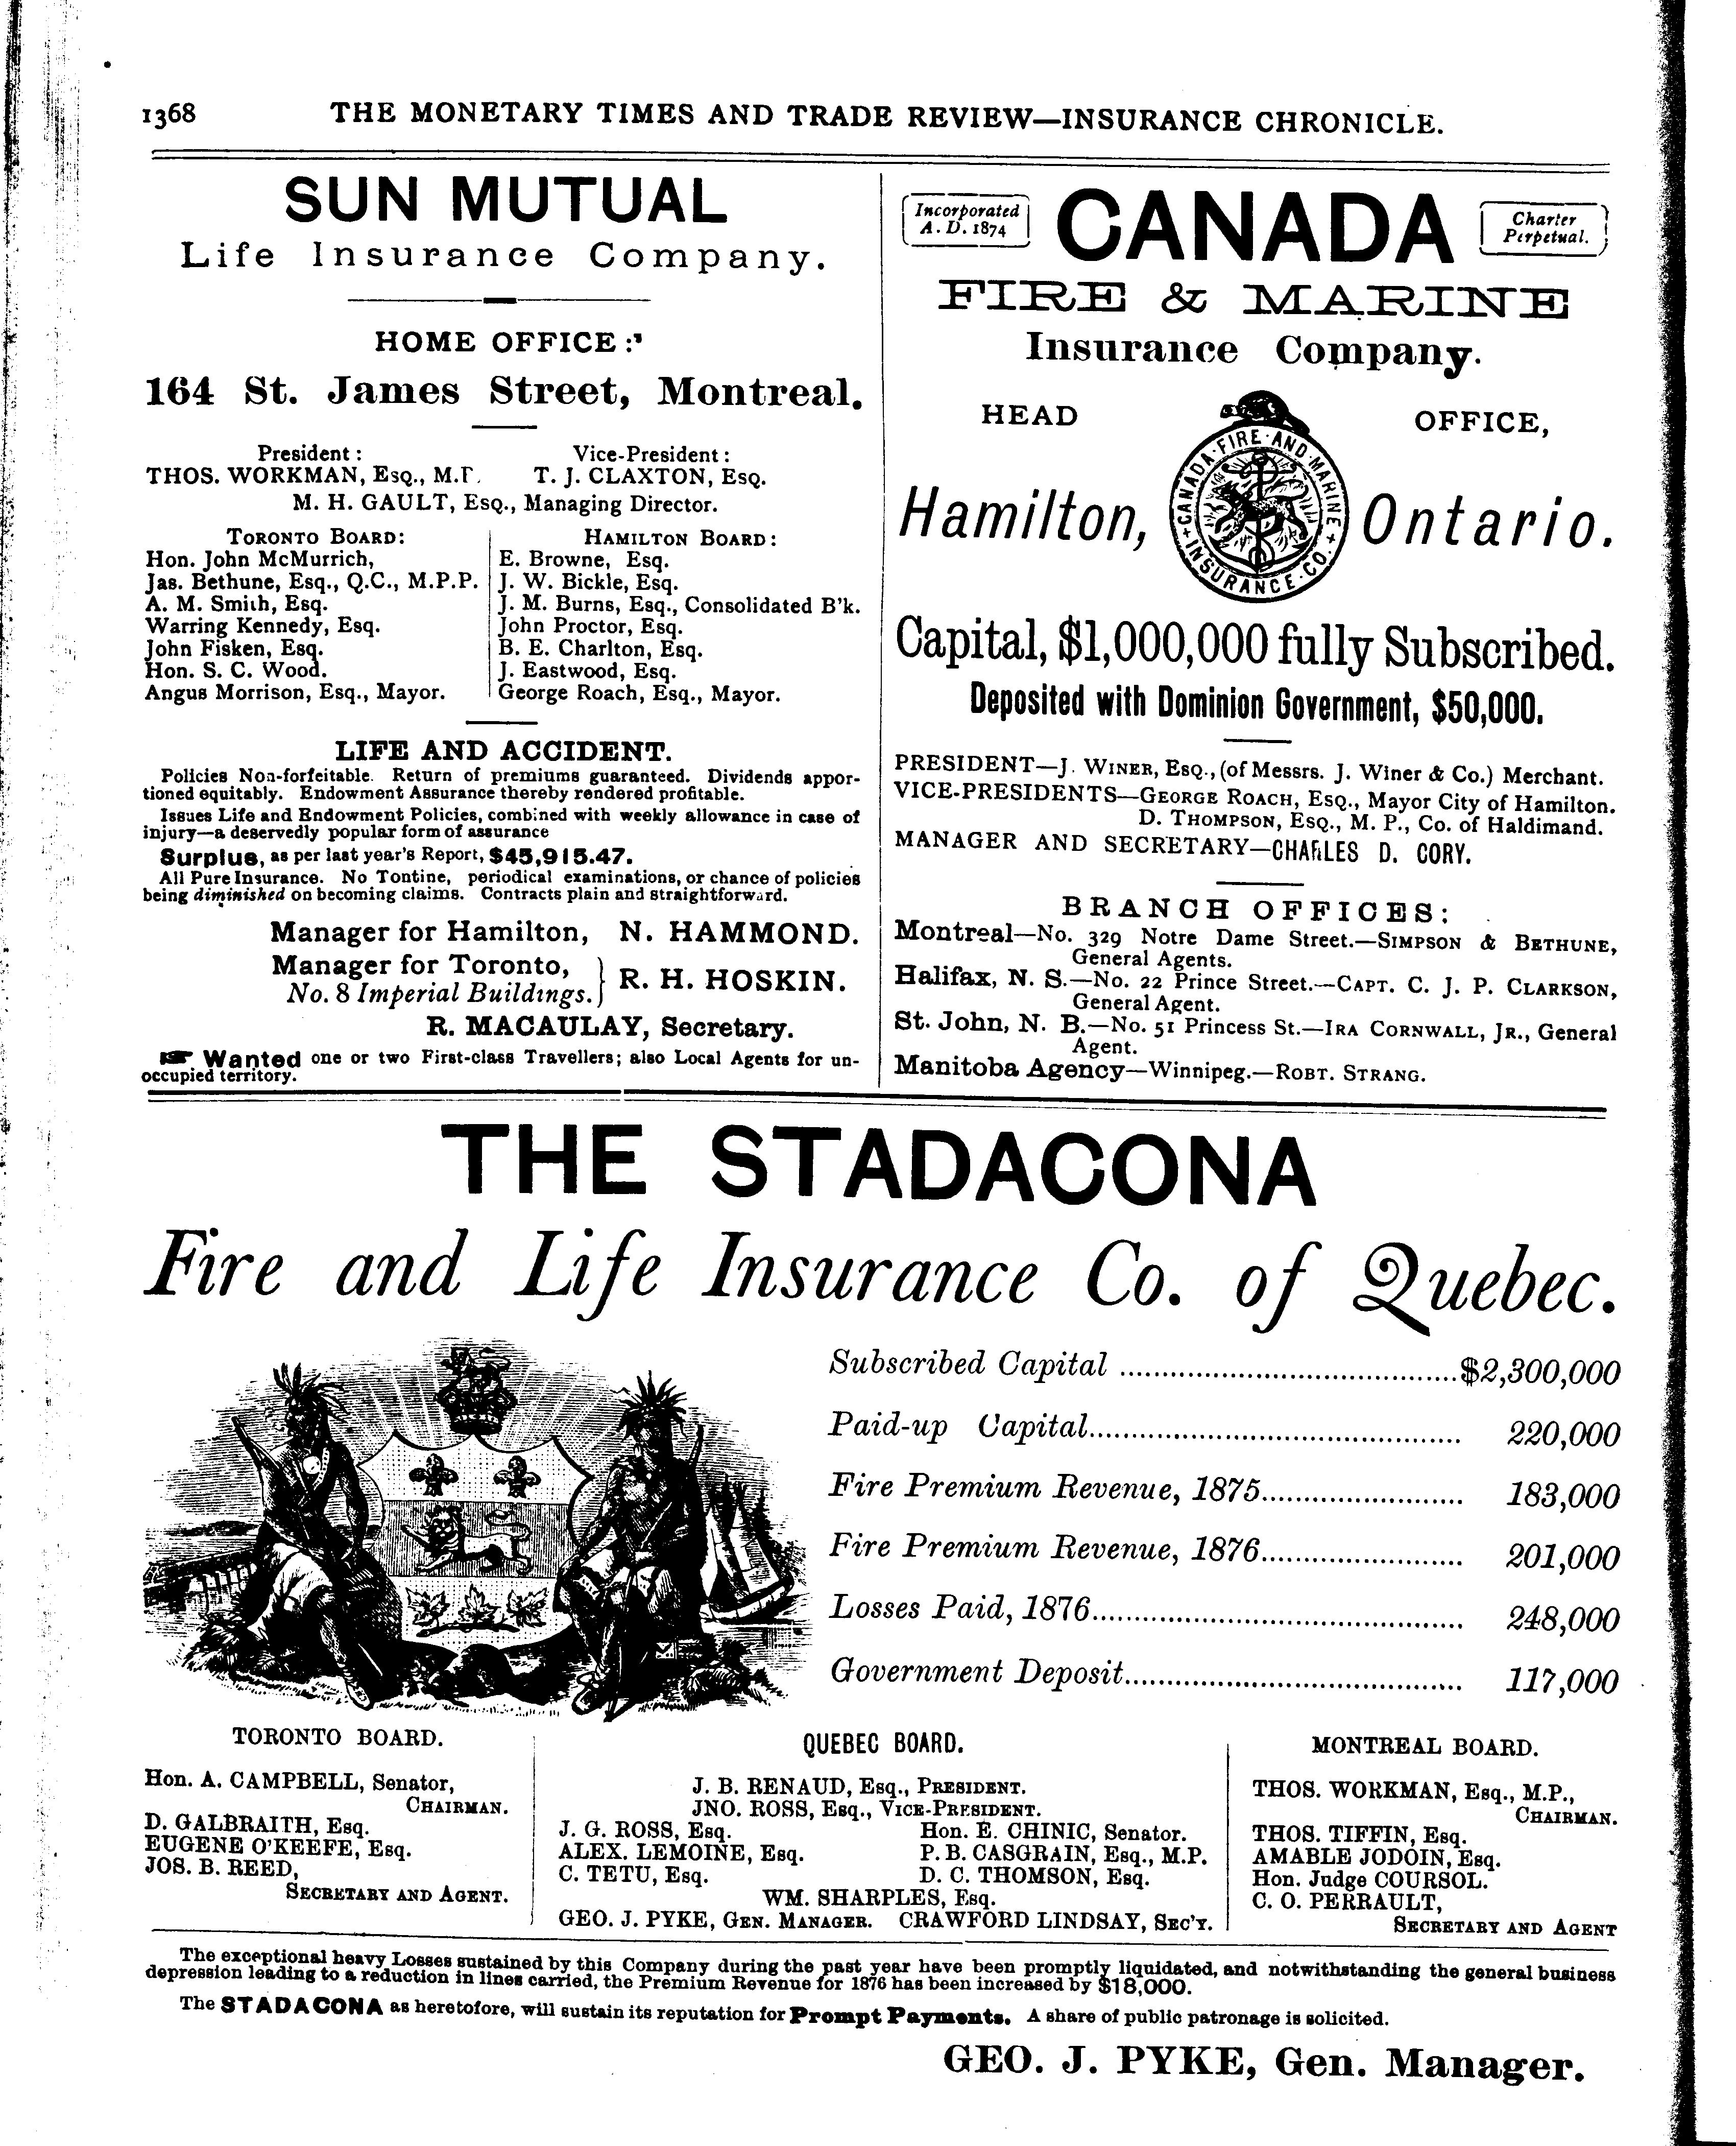 1368 THE MONETARY TIMES AND TRADE REVIEW—INSURANCE CHRONICLE.
SUN MUTUAL
Life Insurance Company.
HOME OFFICE :
164 St. James Street, Montreal.
President : Vice-President :
THOS. WORKMAN, ESQ., M.P. T. J. CLAXTON, ESQ.
M. H. GAULT, ESQ., Managing Director.
TORONTO BOARD:
Hon. John McMurrich,
Jas. Bethune, Esq., Q.C., M.P.P.
A. M. Smith, Esq.
Warring Kennedy, Esq.
John Fisken, Esq.
Hon. S. C. Wood.
Angus Morrison, Esq., Mayor.
HAMILTON BOARD:
E. Browne, Esq.
J. W. Bickle, Esq.
J. M. Burns, Esq., Consolidated B'k.
John Proctor, Esq.
B. E. Charlton, Esq.
J. Eastwood, Esq.
George Roach, Esq., Mayor.
LIFE AND ACCIDENT.
Policies Non-forfeitable. Return of premiums guaranteed. Dividends appor-
tioned equitably. Endowment Assurance thereby rendered profitable.
Issues Life and Endowment Policies, combined with weekly allowance in case of
injury—a deservedly popular form of assurance
Surplus, as per last year's Report, $45,915.47.
All Pure Insurance. No Tontine, periodical examinations, or chance of policies
being diminished on becoming claims. Contracts plain and straightforward.
Manager for Hamilton, N. HAMMOND.
Manager for Toronto,
No. 8 Imperial Buildings. } R. H. HOSKIN.
R. MACAULAY, Secretary.
☞ Wanted one or two First-class Travellers; also Local Agents for un-
occupied territory.
Incorporated
A. D. 1874
CANADA
Charter
Perpetual.
FIRE & MARINE
Insurance Company.
HEAD OFFICE,
CANADA·FIRE·AND·MARINE
+INSURANCE·CO.+
Hamilton, Ontario.
Capital, $1,000,000 fully Subscribed.
Deposited with Dominion Government, $50,000.
PRESIDENT—J. WINER, ESQ., (of Messrs. J. Winer & Co.) Merchant.
VICE-PRESIDENTS—GEORGE ROACH, ESQ., Mayor City of Hamilton.
D. THOMPSON, ESQ., M. P., Co. of Haldimand.
MANAGER AND SECRETARY—CHARLES D. CORY.
BRANCH OFFICES:
Montreal—No. 329 Notre Dame Street.—SIMPSON & BETHUNE,
General Agents.
Halifax, N. S.—No. 22 Prince Street.—CAPT. C. J. P. CLARKSON,
General Agent.
St. John, N. B.—No. 51 Princess St.—IRA CORNWALL, JR., General
Agent.
Manitoba Agency—Winnipeg.—ROBT. STRANG.
THE STADACONA
Fire and Life Insurance Co. of Quebec.
Subscribed Capital ........................................$2,300,000
Paid-up Capital............................................ 220,000
Fire Premium Revenue, 1875........................ 183,000
Fire Premium Revenue, 1876........................ 201,000
Losses Paid, 1876............................................ 248,000
Government Deposit........................................ 117,000
TORONTO BOARD.
Hon. A. CAMPBELL, Senator,
CHAIRMAN.
D. GALBRAITH, Esq.
EUGENE O'KEEFE, Esq.
JOS. B. REED,
SECRETARY AND AGENT.
QUEBEC BOARD.
J. B. RENAUD, Esq., PRESIDENT.
JNO. ROSS, Esq., VICE-PRESIDENT.
J. G. ROSS, Esq. Hon. E. CHINIC, Senator.
ALEX. LEMOINE, Esq. P. B. CASGRAIN, Esq., M.P.
C. TETU, Esq. D. C. THOMSON, Esq.
WM. SHARPLES, Esq.
GEO. J. PYKE, GEN. MANAGER. CRAWFORD LINDSAY, SEC'Y.
MONTREAL BOARD.
THOS. WORKMAN, Esq., M.P.,
CHAIRMAN.
THOS. TIFFIN, Esq.
AMABLE JODOIN, Esq.
Hon. Judge COURSOL.
C. O. PERRAULT,
SECRETARY AND AGENT
The exceptional heavy Losses sustained by this Company during the past year have been promptly liquidated, and notwithstanding the general business
depression leading to a reduction in lines carried, the Premium Revenue for 1876 has been increased by $18,000.
The STADACONA as heretofore, will sustain its reputation for Prompt Payments. A share of public patronage is solicited.
GEO. J. PYKE, Gen. Manager.